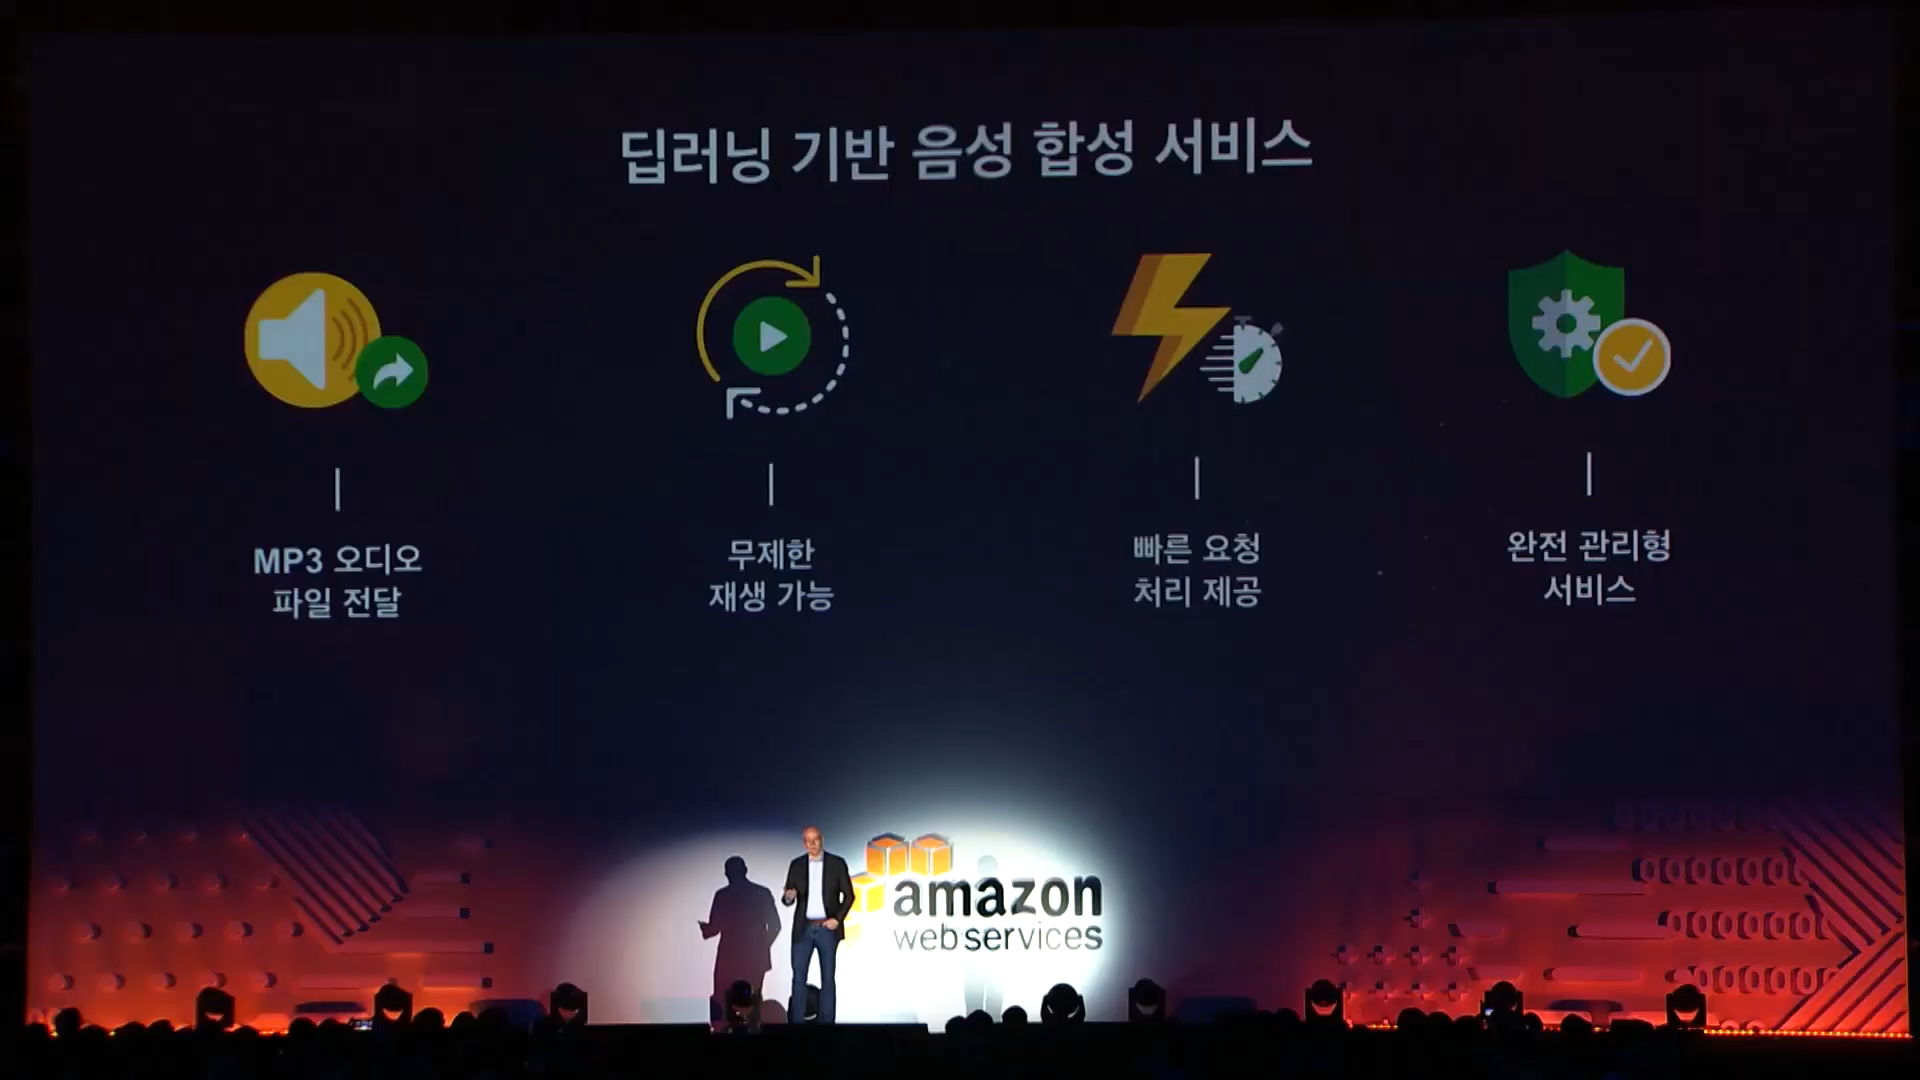 딥러닝 기반 음성 합성 서비스
MP3 오디오
파일 전달
무제한
재생 가능
빠른 요청
처리 제공
완전 관리형
서비스
amazon
webservices